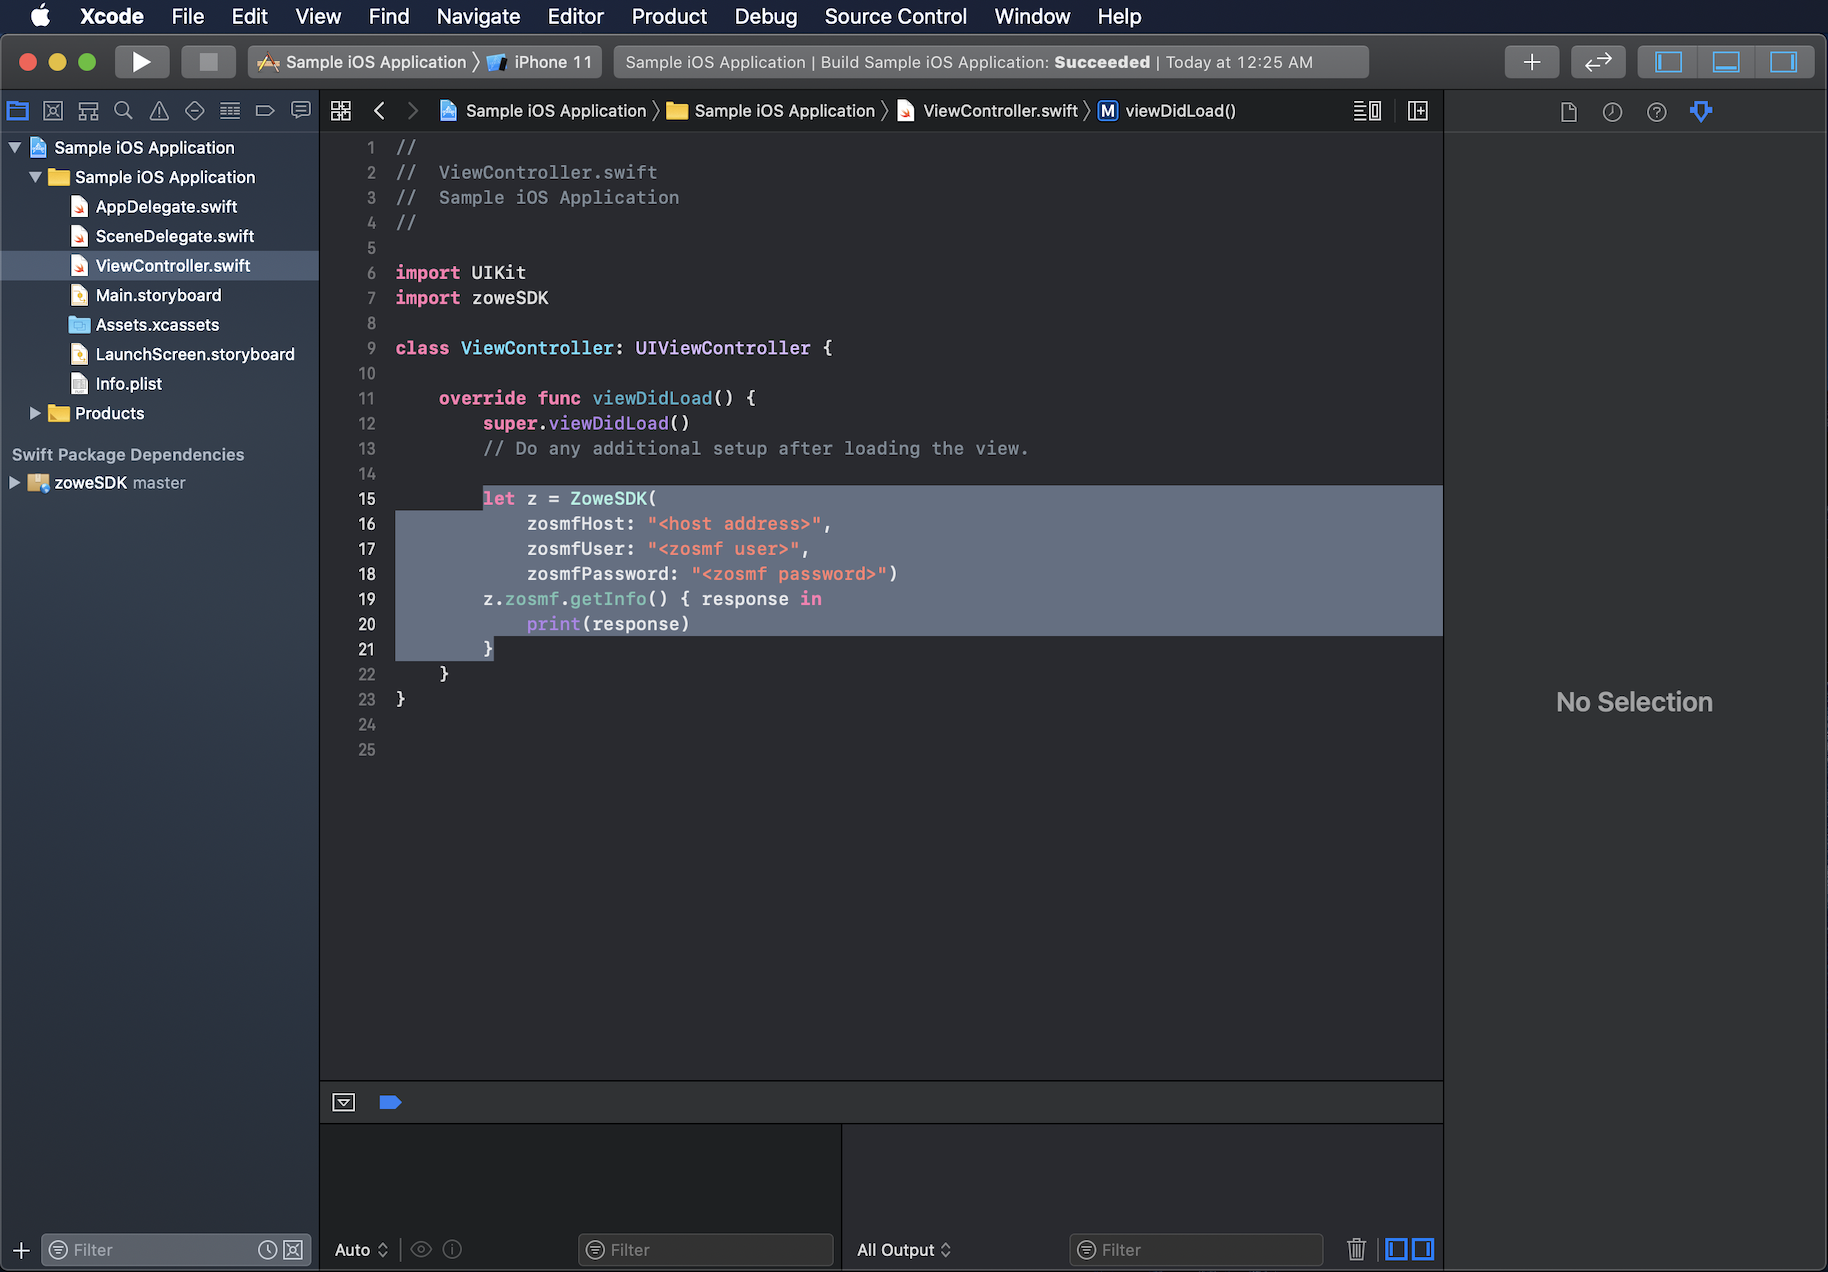 Xcode File Edit View Find Navigate Editor Product Debug Source Control Window Help
Sample iOS Application 〉 iPhone 11
Sample iOS Application | Build Sample iOS Application: Succeeded | Today at 12:25 AM
Sample iOS Application 〉 Sample iOS Application 〉 ViewController.swift 〉 M viewDidLoad()
Sample iOS Application
Sample iOS Application
AppDelegate.swift
SceneDelegate.swift
ViewController.swift
Main.storyboard
Assets.xcassets
LaunchScreen.storyboard
Info.plist
Products
Swift Package Dependencies
zoweSDK master
1 //
2 //  ViewController.swift
3 //  Sample iOS Application
4 //
5
6 import UIKit
7 import zoweSDK
8
9 class ViewController: UIViewController {
10
11     override func viewDidLoad() {
12         super.viewDidLoad()
13         // Do any additional setup after loading the view.
14
15         let z = ZoweSDK(
16             zosmfHost: "<host address>",
17             zosmfUser: "<zosmf user>",
18             zosmfPassword: "<zosmf password>")
19         z.zosmf.getInfo() { response in
20             print(response)
21         }
22     }
23 }
24
25
No Selection
Filter
Auto
Filter
All Output
Filter